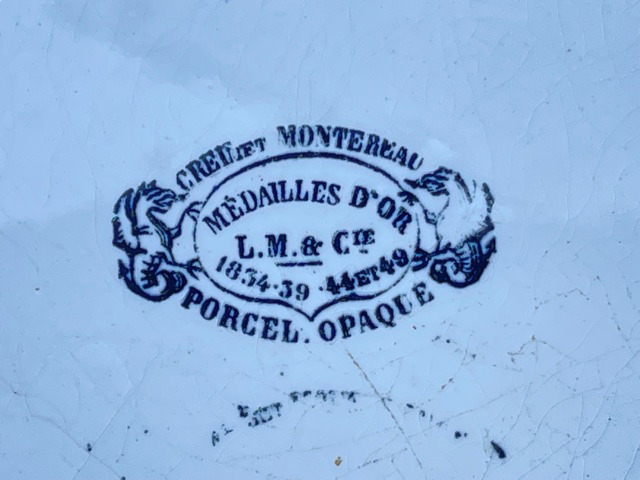 CREIL ET MONTEREAU
MÉDAILLES D'OR
L.M. & CIE
1834·39·44 ET 49
PORCEL. OPAQUE